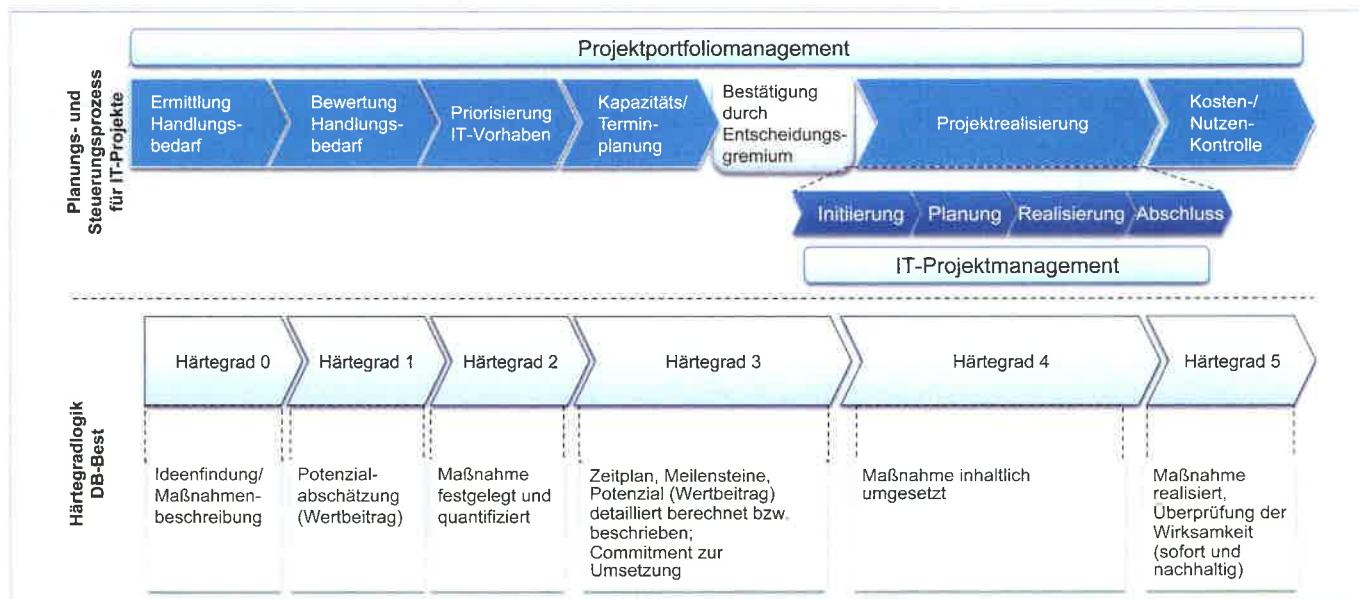 Projektportfoliomanagement
Planungs- und
Steuerungsprozess
für IT-Projekte
Ermittlung
Handlungs-
bedarf
Bewertung
Handlungs-
bedarf
Priorisierung
IT-Vorhaben
Kapazitäts/
Termin-
planung
Bestätigung
durch
Entscheidungs-
gremium
Projektrealisierung
Kosten-/
Nutzen-
Kontrolle
Initiierung
Planung
Realisierung
Abschluss
IT-Projektmanagement
Härtegradlogik
DB-Best
Härtegrad 0
Härtegrad 1
Härtegrad 2
Härtegrad 3
Härtegrad 4
Härtegrad 5
Ideenfindung/
Maßnahmen-
beschreibung
Potenzial-
abschätzung
(Wertbeitrag)
Maßnahme
festgelegt und
quantifiziert
Zeitplan, Meilensteine,
Potenzial (Wertbeitrag)
detailliert berechnet bzw.
beschrieben;
Commitment zur
Umsetzung
Maßnahme inhaltlich
umgesetzt
Maßnahme
realisiert,
Überprüfung der
Wirksamkeit
(sofort und
nachhaltig)